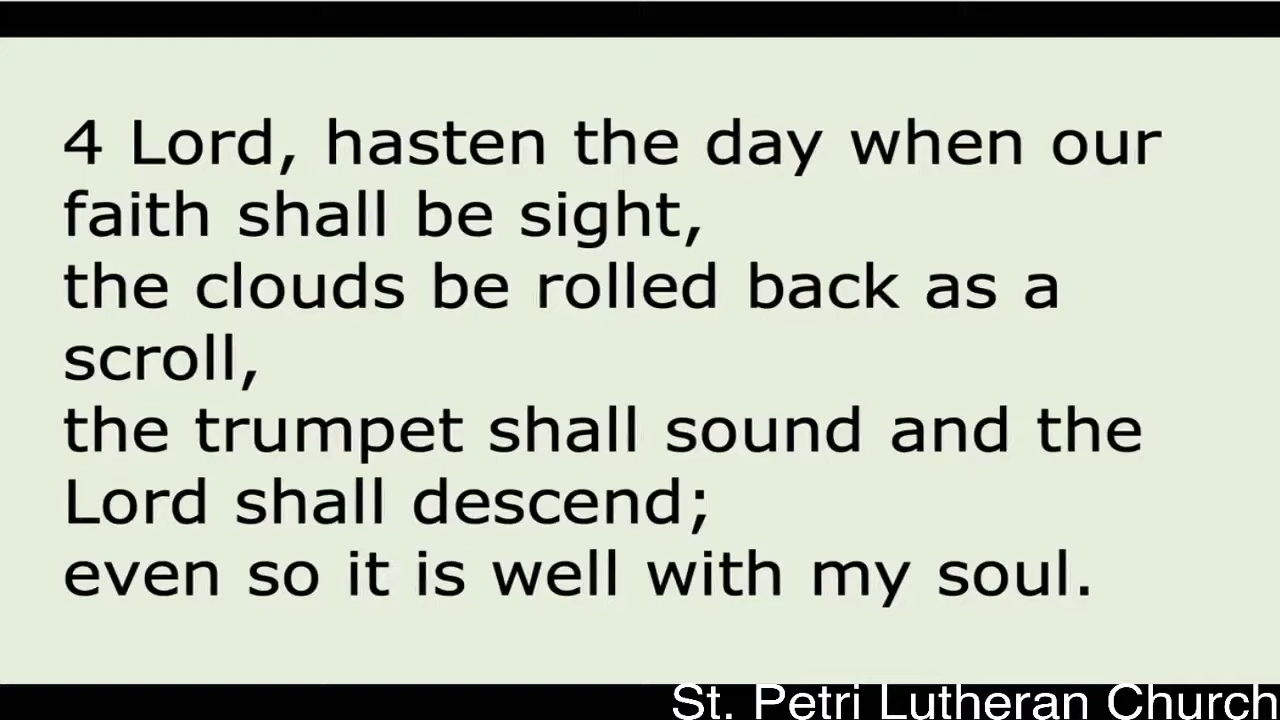 4 Lord, hasten the day when our
faith shall be sight,
the clouds be rolled back as a
scroll,
the trumpet shall sound and the
Lord shall descend;
even so it is well with my soul.
St. Petri Lutheran Church